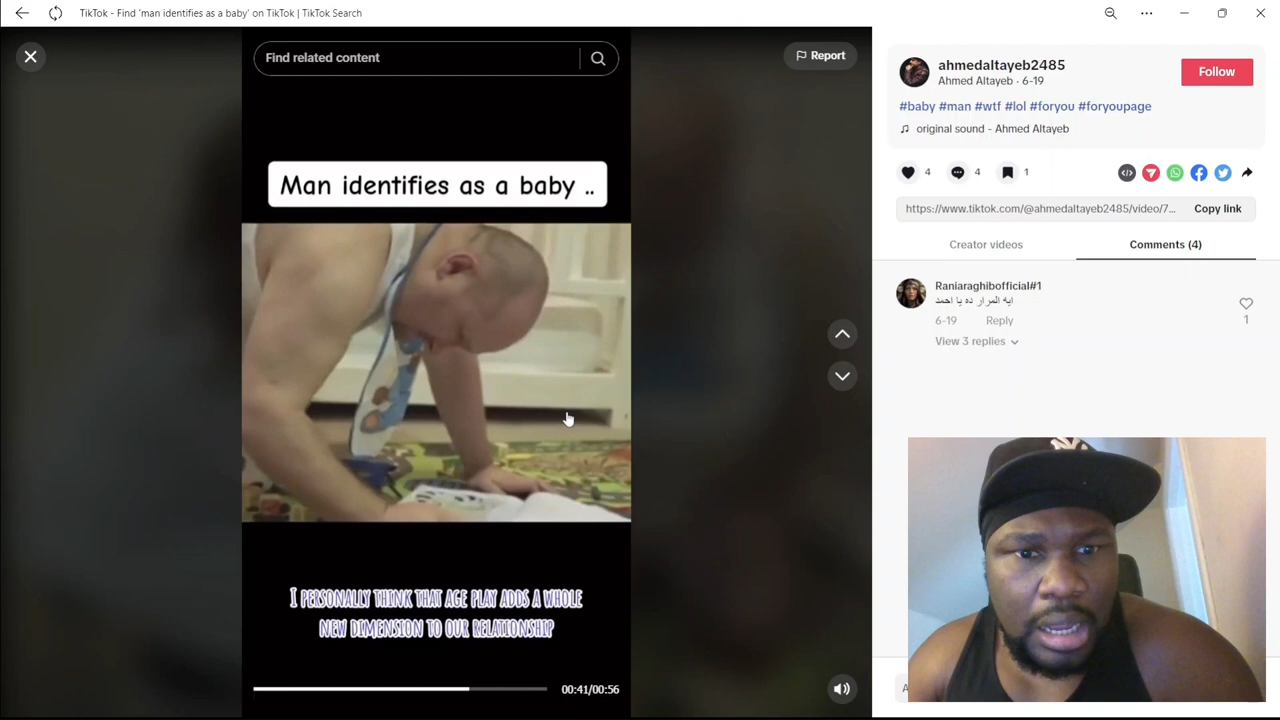 TikTok - Find 'man identifies as a baby' on TikTok | TikTok Search
Find related content
Report
Man identifies as a baby ..
I PERSONALLY THINK THAT AGE PLAY ADDS A WHOLE
NEW DIMENSION TO OUR RELATIONSHIP
00:41/00:56
ahmedaltayeb2485
Ahmed Altayeb · 6-19
Follow
#baby #man #wtf #lol #foryou #foryoupage
original sound - Ahmed Altayeb
4
4
1
https://www.tiktok.com/@ahmedaltayeb2485/video/7...
Copy link
Creator videos
Comments (4)
Raniaraghibofficial#1
ايه المرار ده يا احمد
6-19
Reply
1
View 3 replies